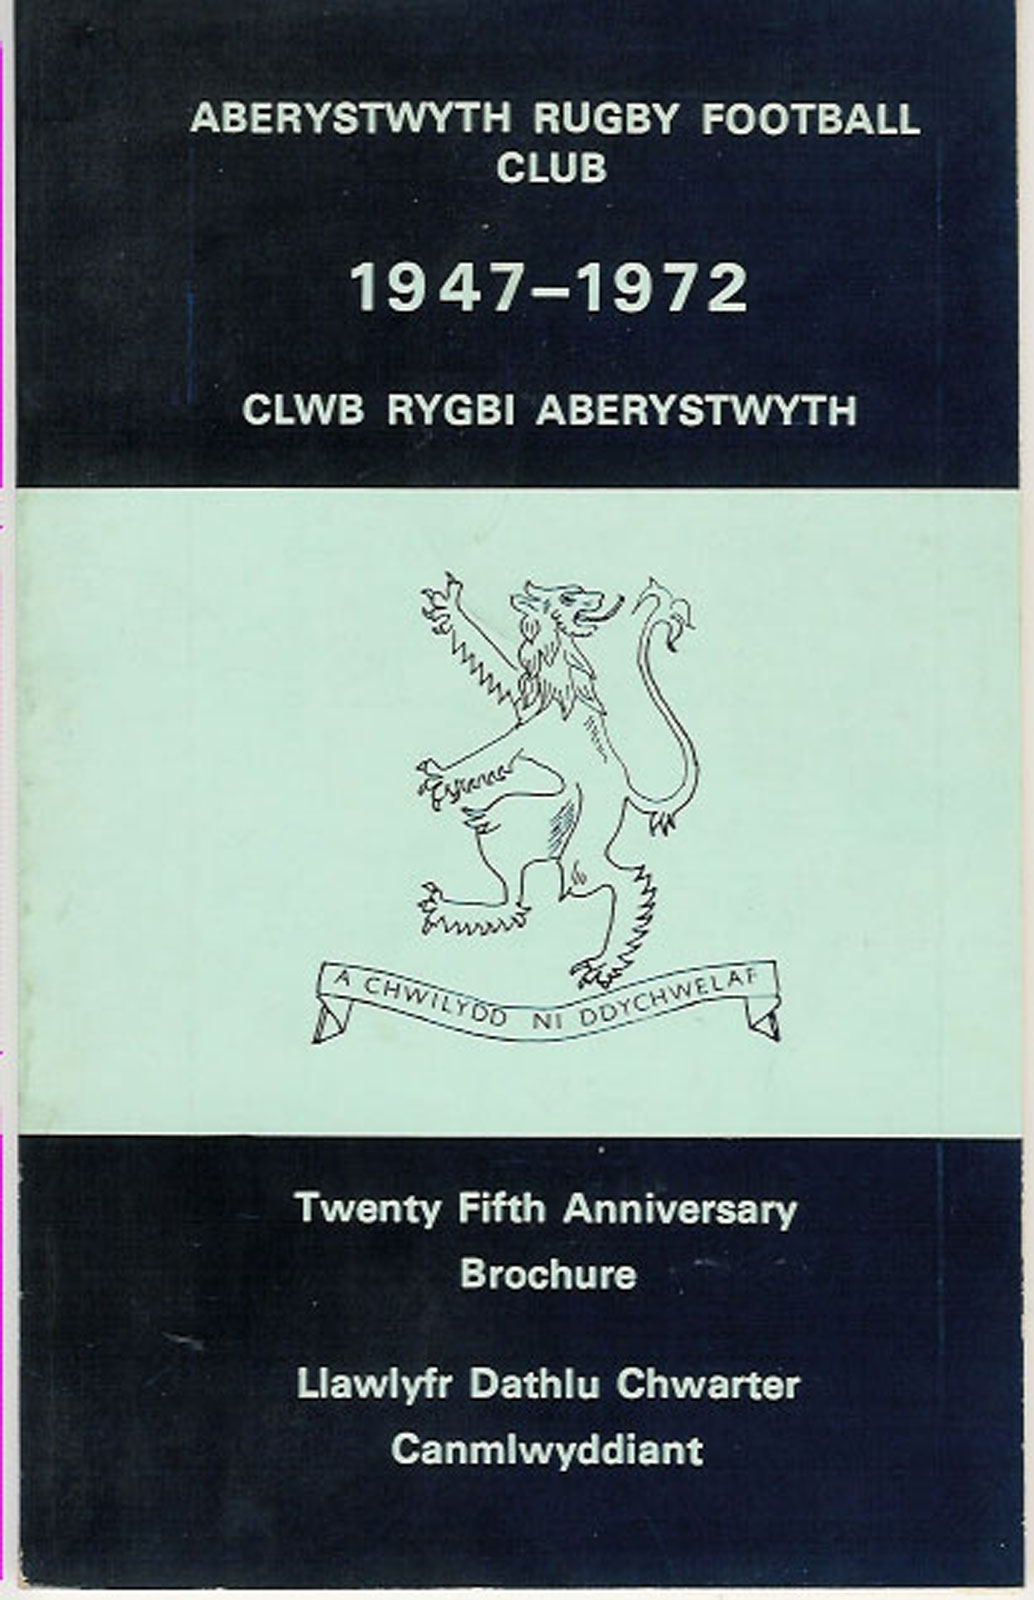 ABERYSTWYTH RUGBY FOOTBALL
CLUB
1947–1972
CLWB RYGBI ABERYSTWYTH
A CHWILYDD NI DDYCHWELAF
Twenty Fifth Anniversary
Brochure
Llawlyfr Dathlu Chwarter
Canmlwyddiant